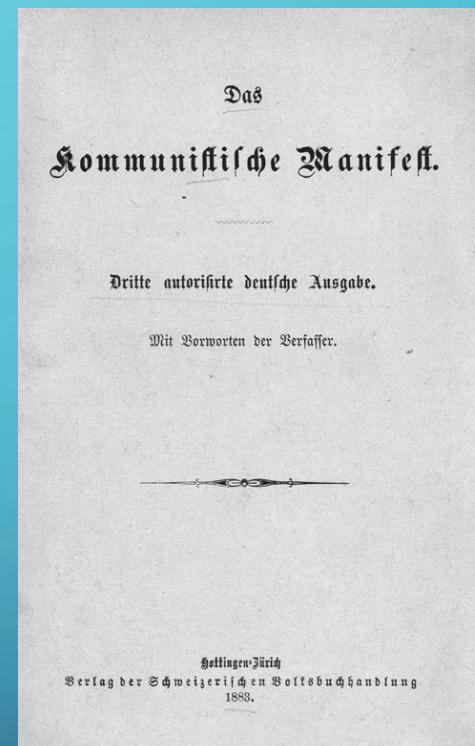 Das
Kommunistische Manifest.
Dritte autorisirte deutsche Ausgabe.
Mit Vorworten der Verfasser.
Hottingen-Zürich
Verlag der Schweizerischen Volksbuchhandlung
1883.